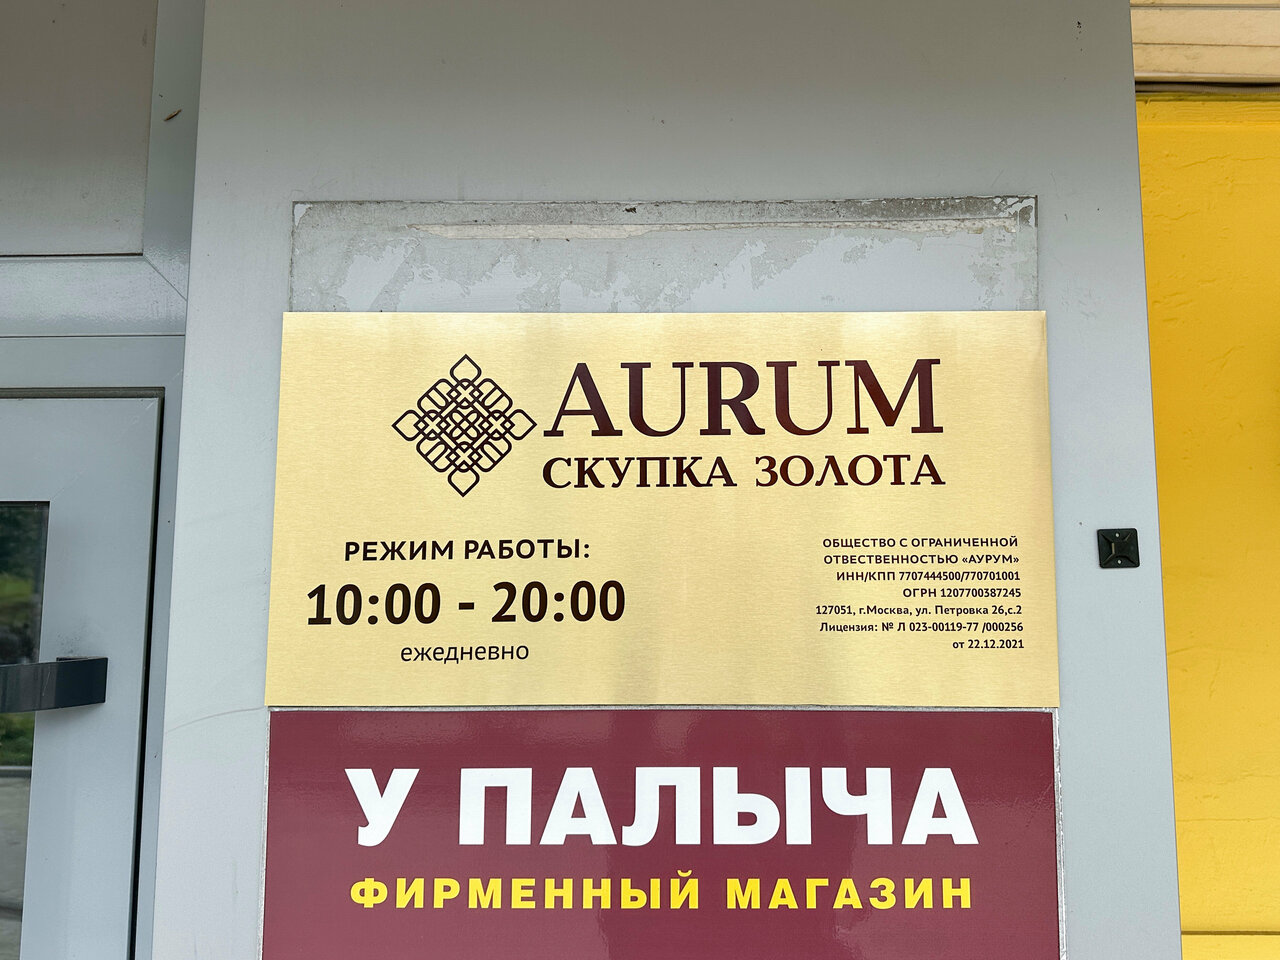 AURUM
СКУПКА ЗОЛОТА
РЕЖИМ РАБОТЫ:
10:00 - 20:00
ежедневно
ОБЩЕСТВО С ОГРАНИЧЕННОЙ
ОТВЕСТВЕННОСТЬЮ «АУРУМ»
ИНН/КПП 7707444500/770701001
ОГРН 1207700387245
127051, г.Москва, ул. Петровка 26,с.2
Лицензия: № Л 023-00119-77 /000256
от 22.12.2021
У ПАЛЫЧА
ФИРМЕННЫЙ МАГАЗИН